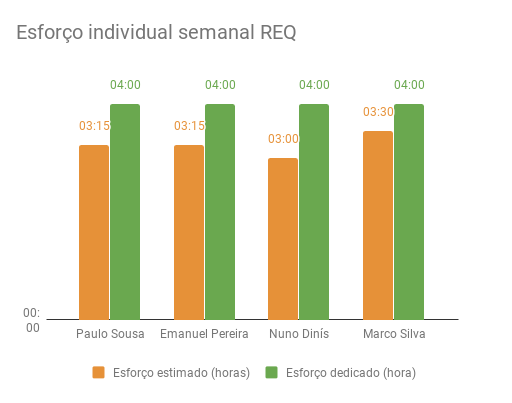 Esforço individual semanal REQ
04:00 04:00 04:00 04:00
03:15 03:15 03:00 03:30
00:
00
Paulo Sousa Emanuel Pereira Nuno Dinís Marco Silva
Esforço estimado (horas) Esforço dedicado (hora)